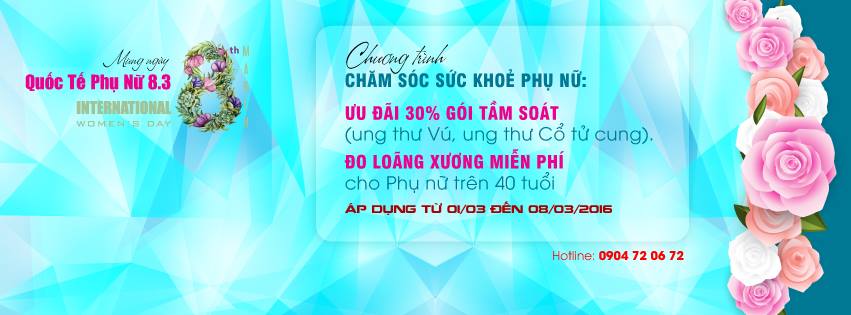 Mừng ngày
Quốc Tế Phụ Nữ 8.3
INTERNATIONAL
WOMEN'S DAY
8th
MARCH
Chương trình
CHĂM SÓC SỨC KHOẺ PHỤ NỮ:
ƯU ĐÃI 30% GÓI TẦM SOÁT
(ung thư Vú, ung thư Cổ tử cung).
ĐO LOÃNG XƯƠNG MIỄN PHÍ
cho Phụ nữ trên 40 tuổi
ÁP DỤNG TỪ 01/03 ĐẾN 08/03/2016
Hotline: 0904 72 06 72